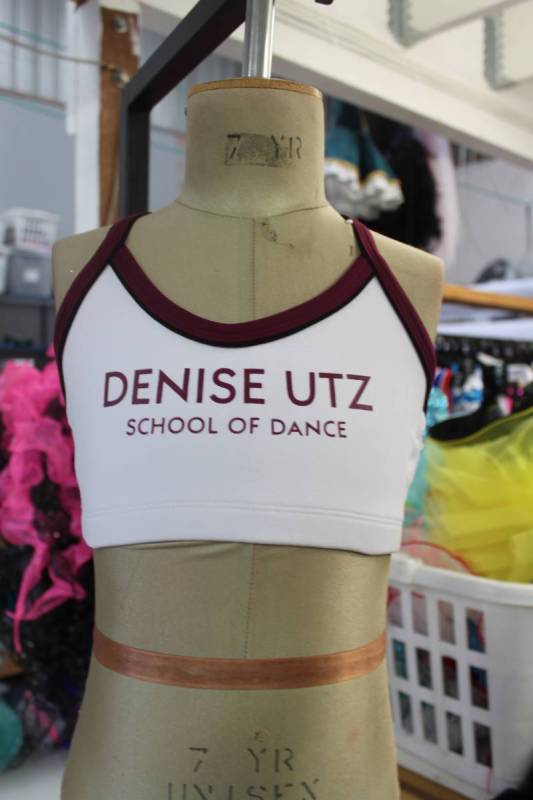 7 YR
DENISE UTZ
SCHOOL OF DANCE
7 YR
UNISEX